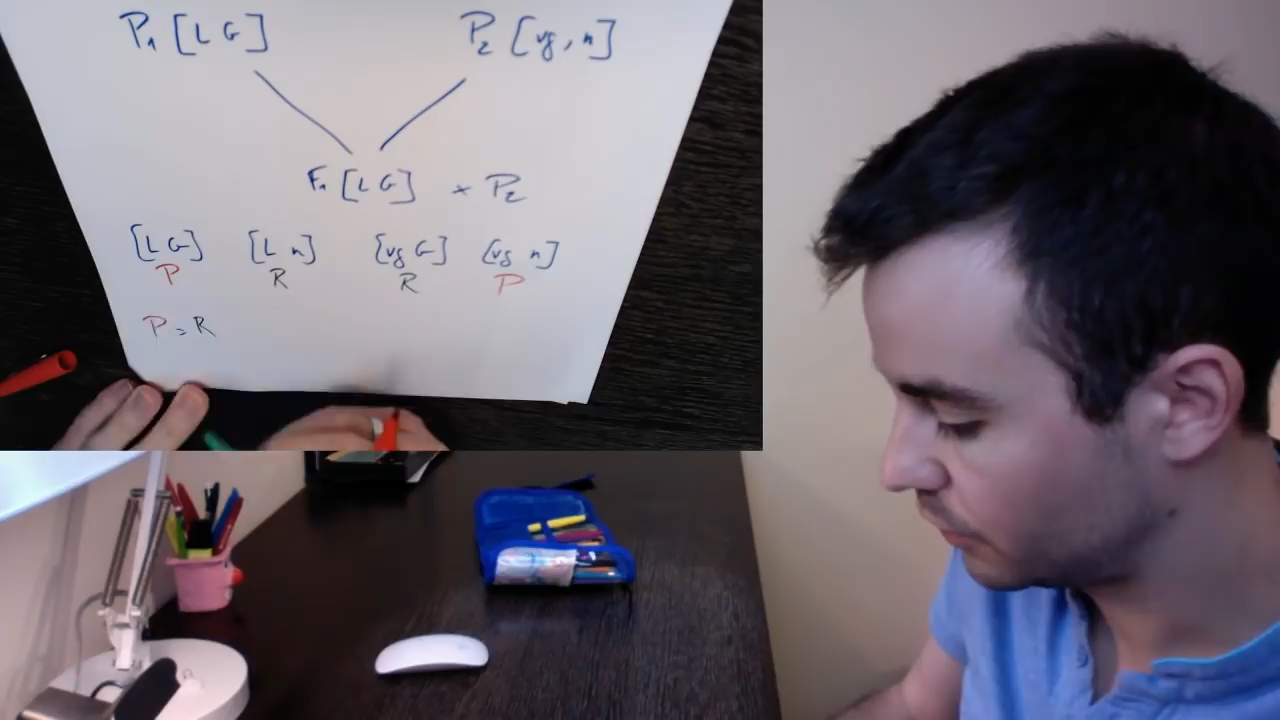 P₁ [L G] P₂ [vg, n]
F₁ [L G] × P₂
[L G] [L n] [vg G] [vg n]
P R R P
P = R